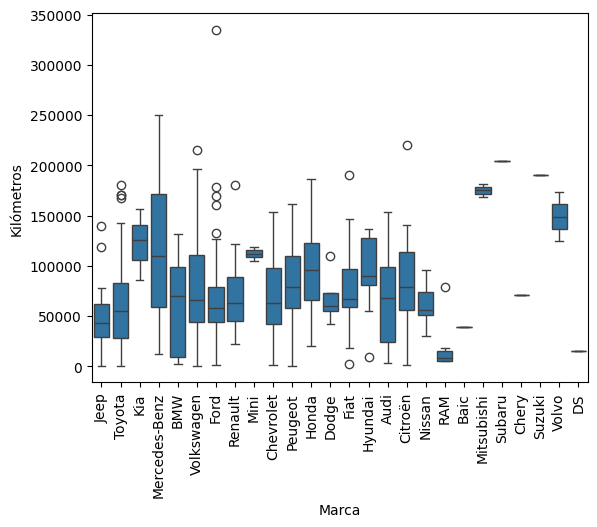 350000
300000
250000
200000
150000
100000
50000
0
Kilómetros
Jeep
Toyota
Kia
Mercedes-Benz
BMW
Volkswagen
Ford
Renault
Mini
Chevrolet
Peugeot
Honda
Dodge
Fiat
Hyundai
Audi
Citroën
Nissan
RAM
Baic
Mitsubishi
Subaru
Chery
Suzuki
Volvo
DS
Marca